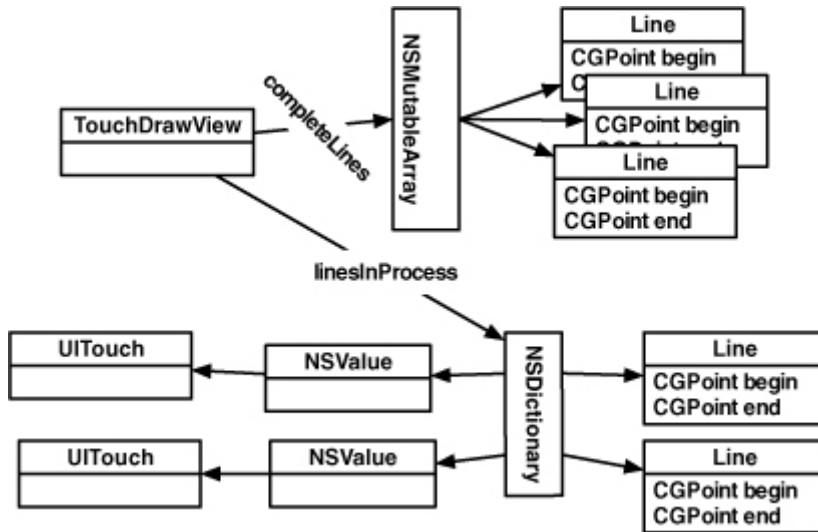 Line
CGPoint begin
C
Line
CGPoint begin
Line
CGPoint begin
CGPoint end
NSMutableArray
completeLines
TouchDrawView
linesInProcess
UITouch
NSValue
NSDictionary
Line
CGPoint begin
CGPoint end
UITouch
NSValue
Line
CGPoint begin
CGPoint end